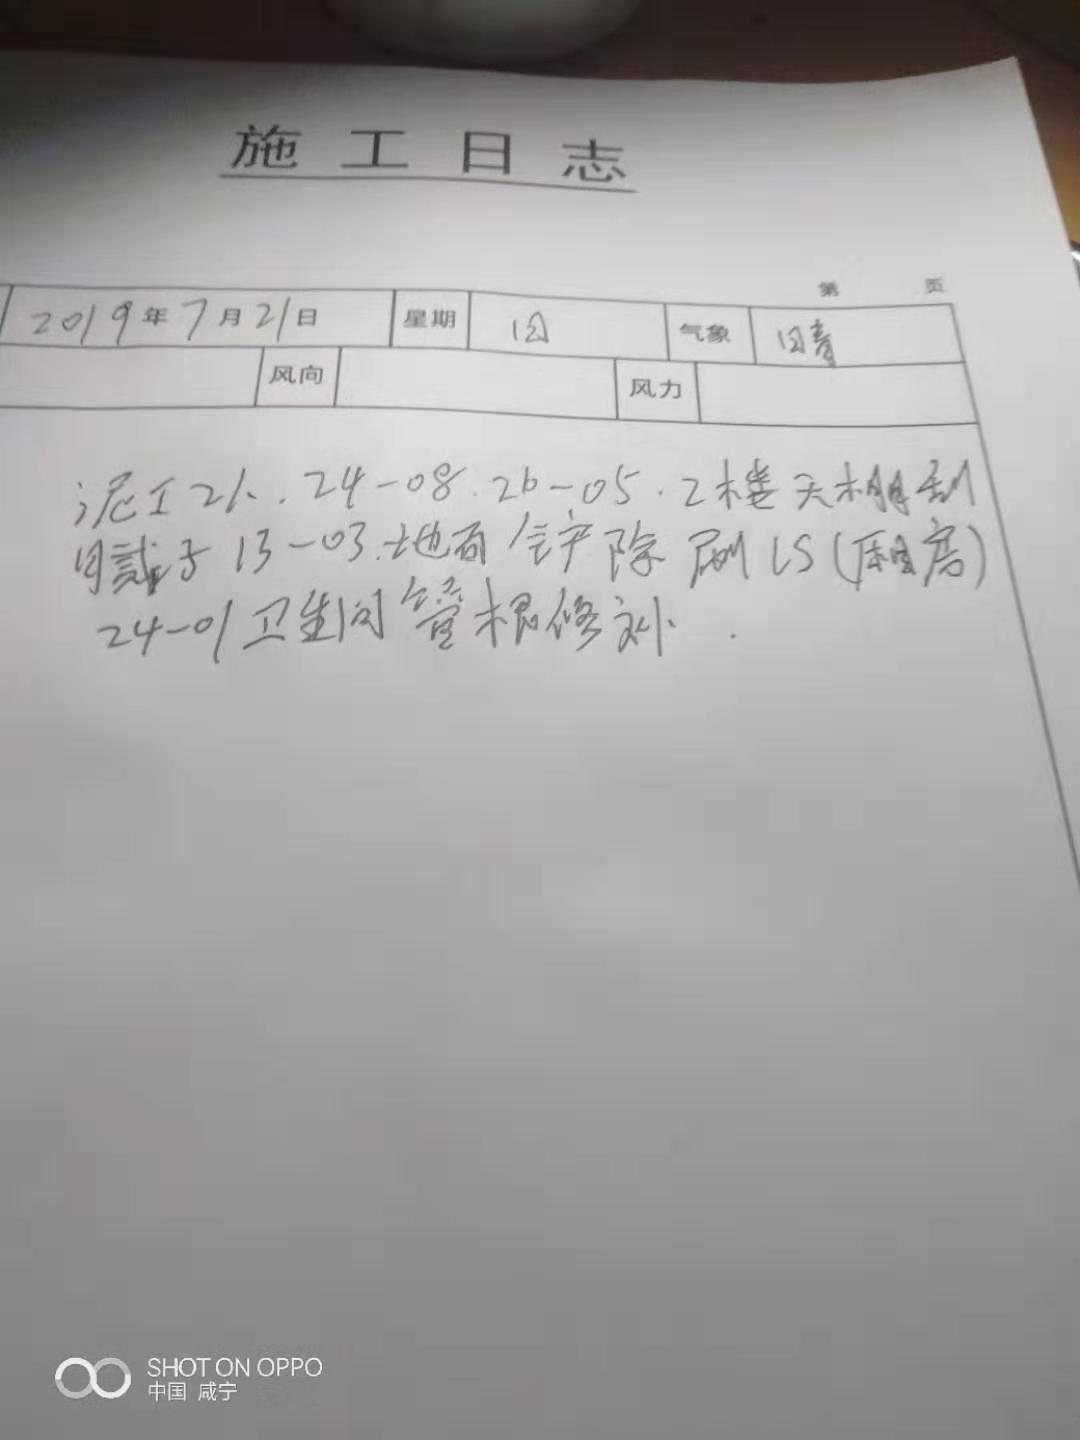 施工日志
第 页
2019年7月21日 星期 日 气象 晴
风向 风力
泥工2人.24-08.26-05.2楼天棚刮
腻子13-03.地面铲除刷LS(厨房)
24-01卫生间管根修补.
SHOT ON OPPO
中国 咸宁